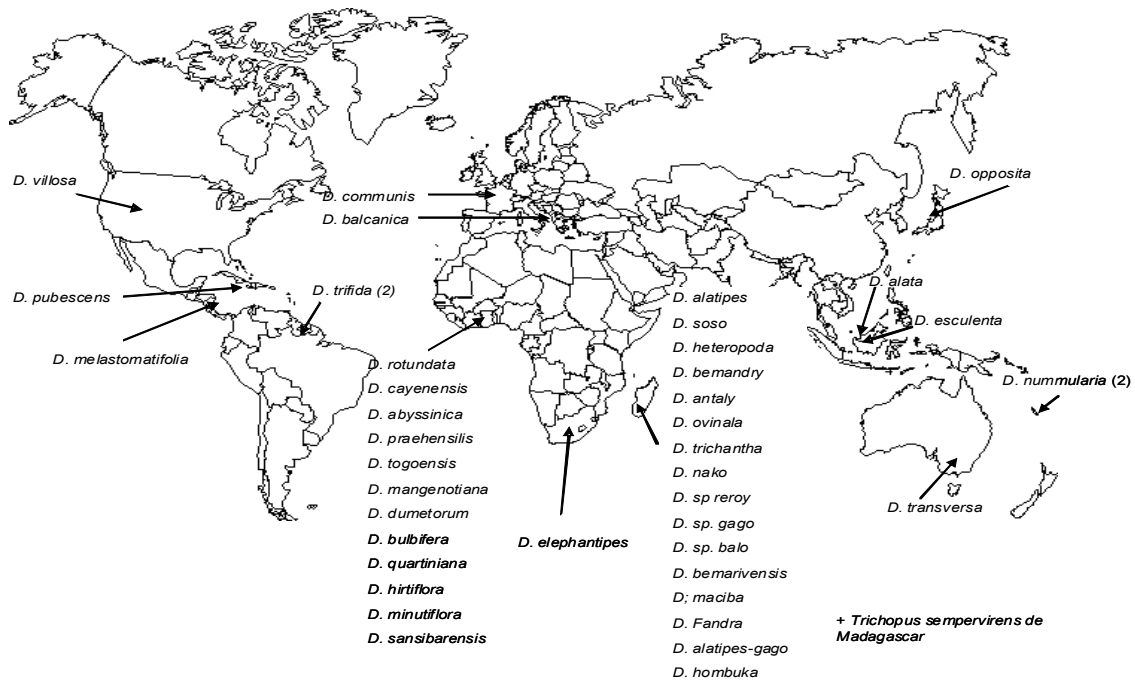 D. villosa
D. communis
D. balcanica
D. opposita
D. pubescens
D. trifida (2)
D. melastomatifolia
D. rotundata
D. cayenensis
D. abyssinica
D. praehensilis
D. togoensis
D. mangenotiana
D. dumetorum
D. bulbifera
D. quartiniana
D. hirtiflora
D. minutiflora
D. sansibarensis
D. elephantipes
D. alatipes
D. soso
D. heteropoda
D. bemandry
D. antaly
D. ovinala
D. trichantha
D. nako
D. sp reroy
D. sp. gago
D. sp. balo
D. bemarivensis
D; maciba
D. Fandra
D. alatipes-gago
D. hombuka
D. alata
D. esculenta
D. nummularia (2)
D. transversa
+ Trichopus sempervirens de
Madagascar